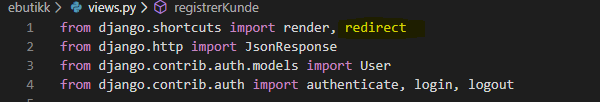 ebutikk > views.py > registrerKunde
1 from django.shortcuts import render, redirect
2 from django.http import JsonResponse
3 from django.contrib.auth.models import User
4 from django.contrib.auth import authenticate, login, logout